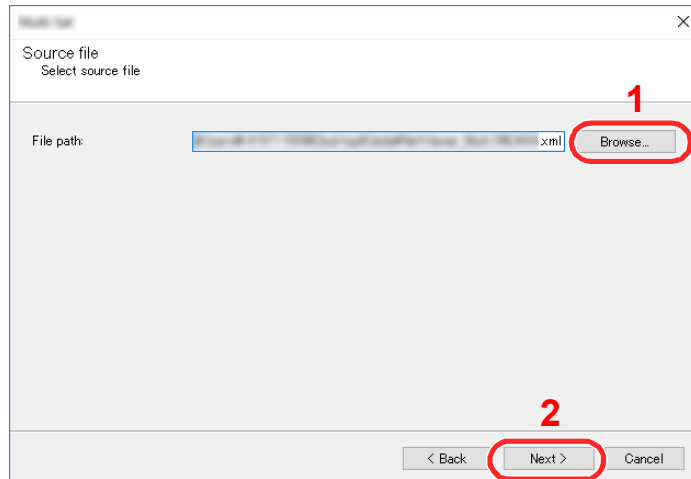 Source file
Select source file
1
File path: xml Browse...
2
< Back Next > Cancel